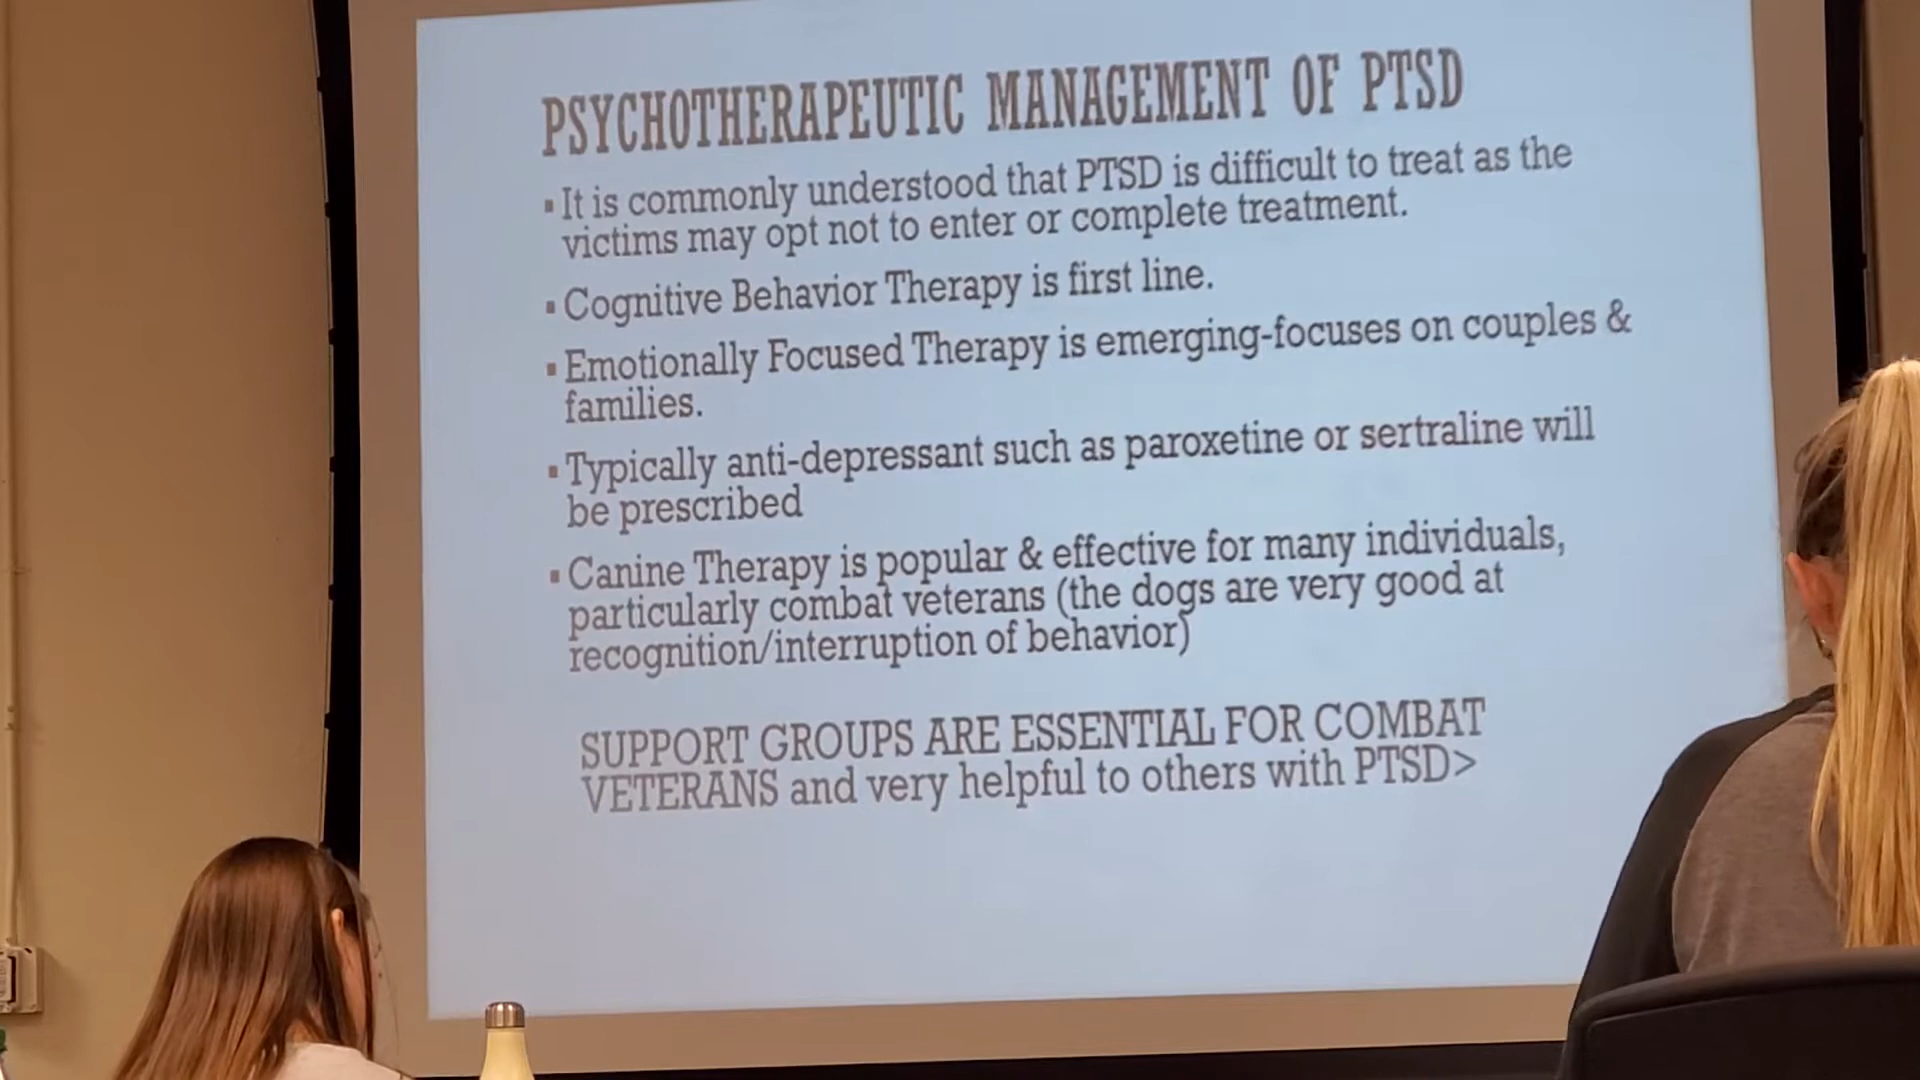 PSYCHOTHERAPEUTIC MANAGEMENT OF PTSD
▪ It is commonly understood that PTSD is difficult to treat as the
victims may opt not to enter or complete treatment.
▪ Cognitive Behavior Therapy is first line.
▪ Emotionally Focused Therapy is emerging-focuses on couples &
families.
▪ Typically anti-depressant such as paroxetine or sertraline will
be prescribed
▪ Canine Therapy is popular & effective for many individuals,
particularly combat veterans (the dogs are very good at
recognition/interruption of behavior)
SUPPORT GROUPS ARE ESSENTIAL FOR COMBAT
VETERANS and very helpful to others with PTSD>